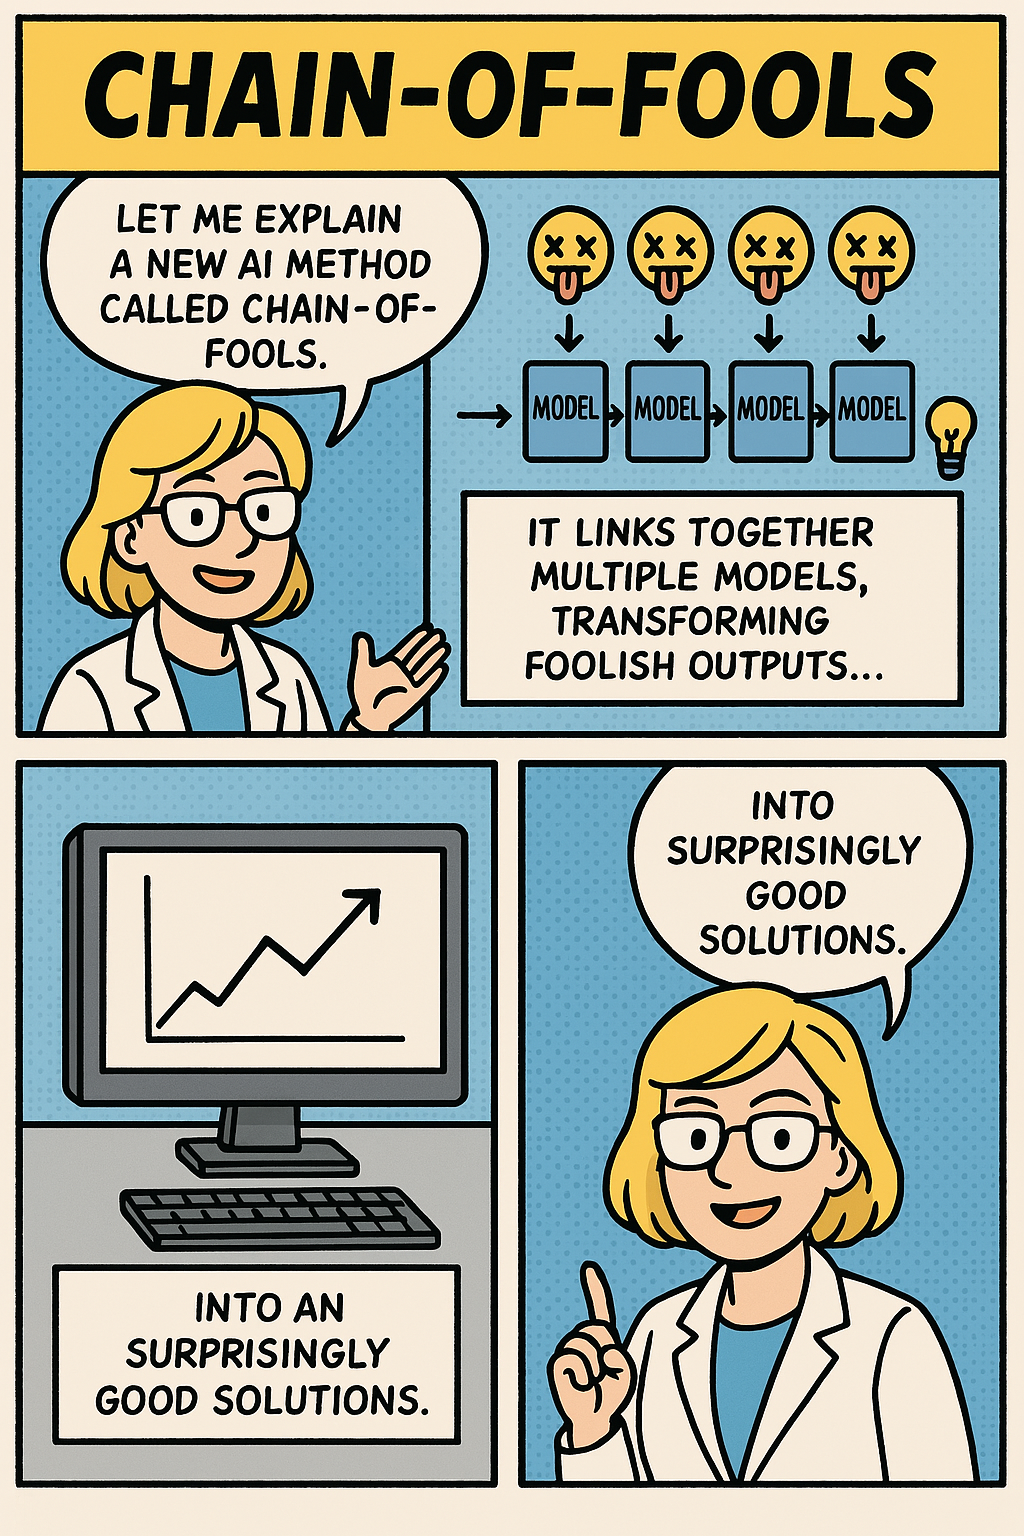 CHAIN-OF-FOOLS
LET ME EXPLAIN
A NEW AI METHOD
CALLED CHAIN-OF-
FOOLS.
MODEL MODEL MODEL MODEL
IT LINKS TOGETHER
MULTIPLE MODELS,
TRANSFORMING
FOOLISH OUTPUTS...
INTO AN
SURPRISINGLY
GOOD SOLUTIONS.
INTO
SURPRISINGLY
GOOD
SOLUTIONS.